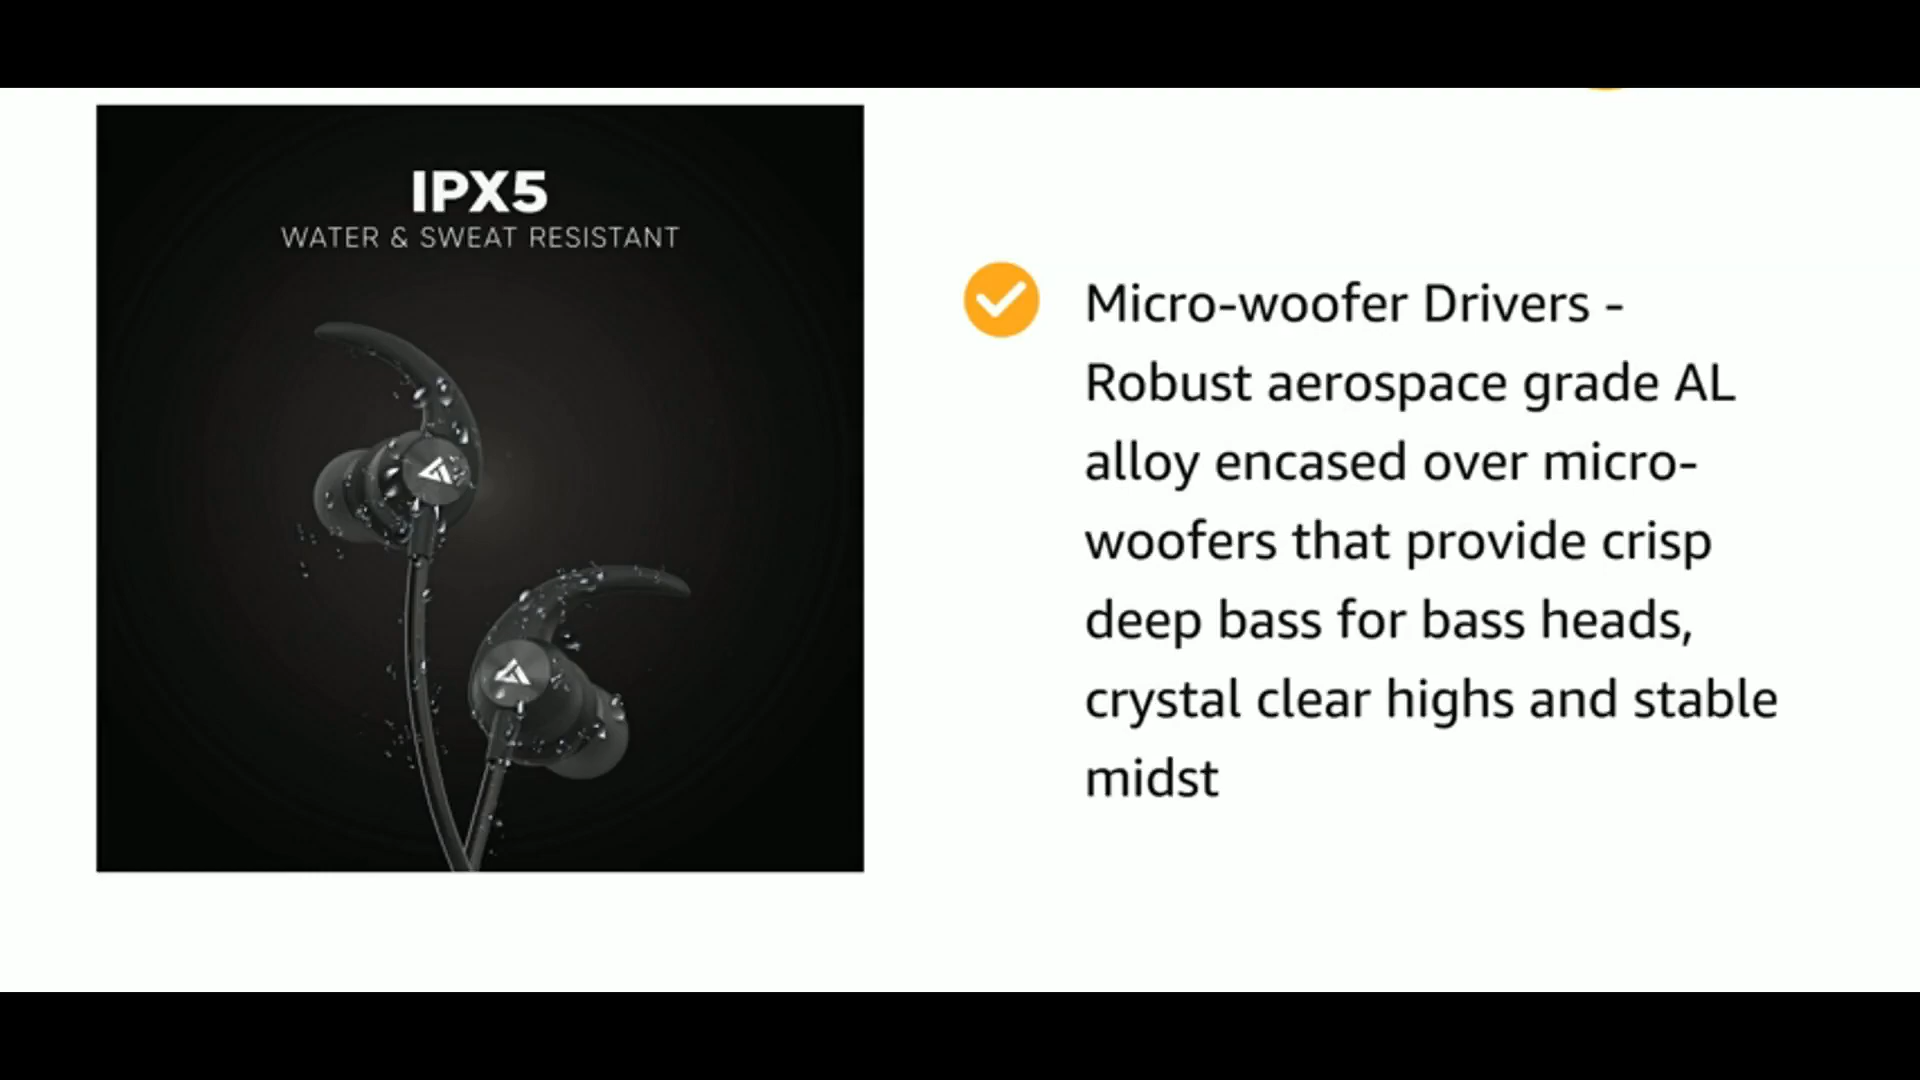 IPX5
WATER & SWEAT RESISTANT
Micro-woofer Drivers -
Robust aerospace grade AL
alloy encased over micro-
woofers that provide crisp
deep bass for bass heads,
crystal clear highs and stable
midst